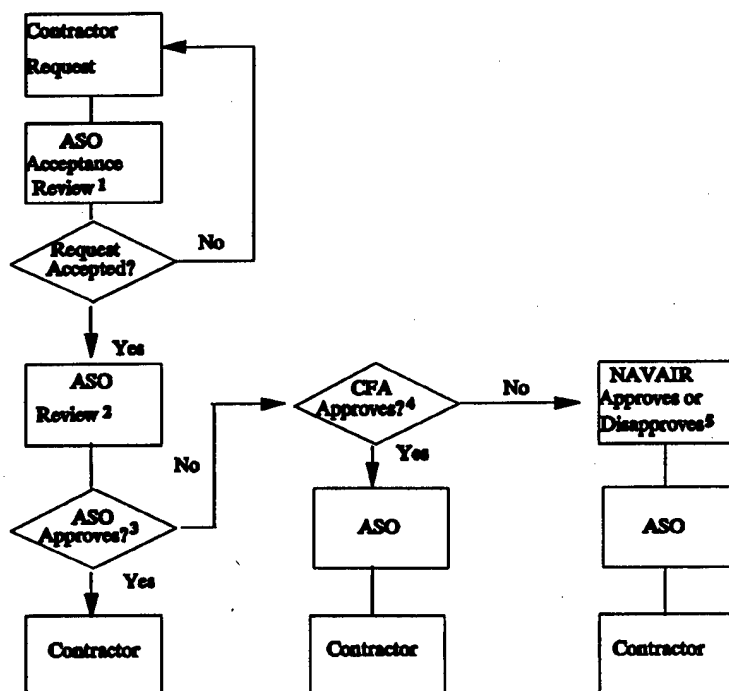 Contractor
Request
ASO
Acceptance
Review 1
No
Request
Accepted?
Yes
ASO
Review 2
No
ASO
Approves?3
Yes
Contractor
CFA
Approves?4
No
Yes
ASO
Contractor
NAVAIR
Approves or
Disapproves5
ASO
Contractor